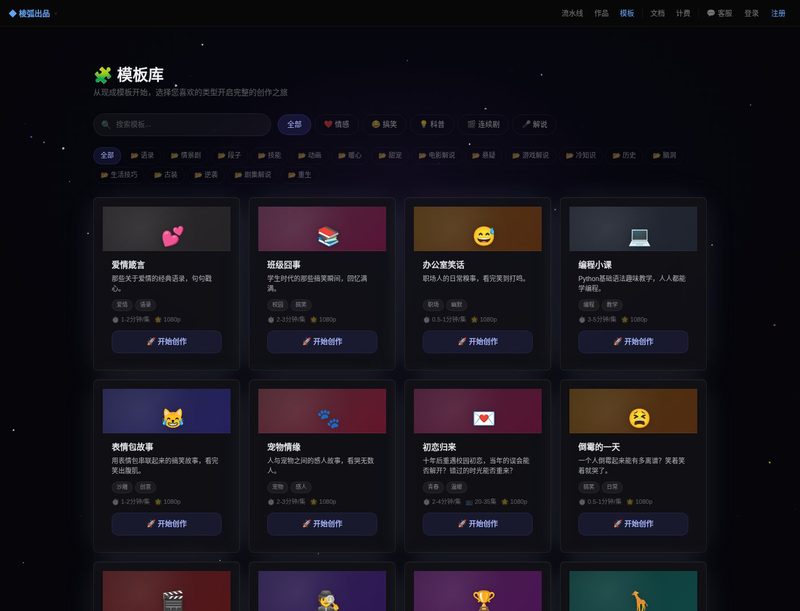 棱弧出品 流水线 作品 模板 文档 计费 客服 登录 注册
模板库
从现成模板开始，选择您喜欢的类型开启完整的创作之旅
搜索模板... 全部 情感 搞笑 科普 连续剧 解说
全部 语录 情景剧 段子 技能 动画 暖心 甜宠 电影解说 悬疑 游戏解说 冷知识 历史 脑洞
生活技巧 古装 逆袭 剧集解说 重生
爱情箴言
那些关于爱情的经典语录，句句戳
心。
爱情 语录
1-2分钟/集 1080p
开始创作
班级囧事
学生时代的那些搞笑瞬间，回忆满
满。
校园 搞笑
2-3分钟/集 1080p
开始创作
办公室笑话
职场人的日常糗事，看完笑到打鸣。
职场 幽默
0.5-1分钟/集 1080p
开始创作
编程小课
Python基础语法趣味教学，人人都能
学编程。
编程 教学
3-5分钟/集 1080p
开始创作
表情包故事
用表情包串联起来的搞笑故事，看完
笑出腹肌。
沙雕 创意
1-2分钟/集 1080p
开始创作
宠物情缘
人与宠物之间的感人故事，看哭无数
人。
宠物 感人
2-3分钟/集 1080p
开始创作
初恋归来
十年后重遇校园初恋，当年的误会能
否解开？错过的时光能否重来？
青春 温暖
2-4分钟/集 20-35集 1080p
开始创作
倒霉的一天
一个人倒霉起来能有多离谱？笑着笑
着就哭了。
搞笑 日常
0.5-1分钟/集 1080p
开始创作